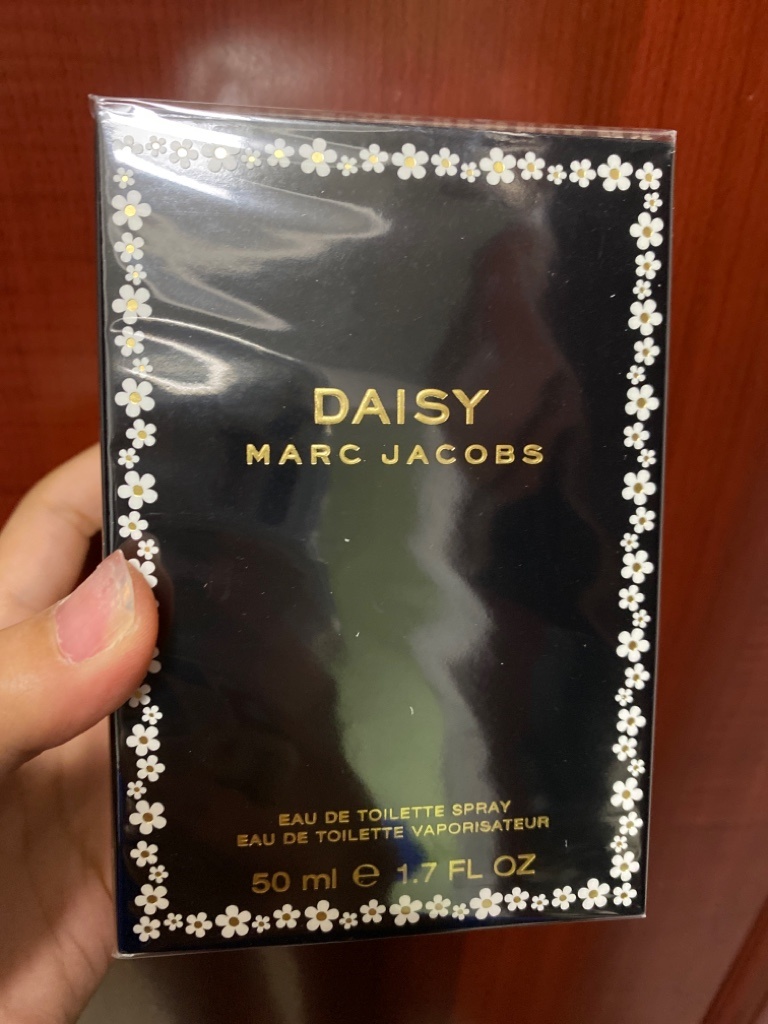 DAISY
MARC JACOBS
EAU DE TOILETTE SPRAY
EAU DE TOILETTE VAPORISATEUR
50 ml ℮ 1.7 FL OZ